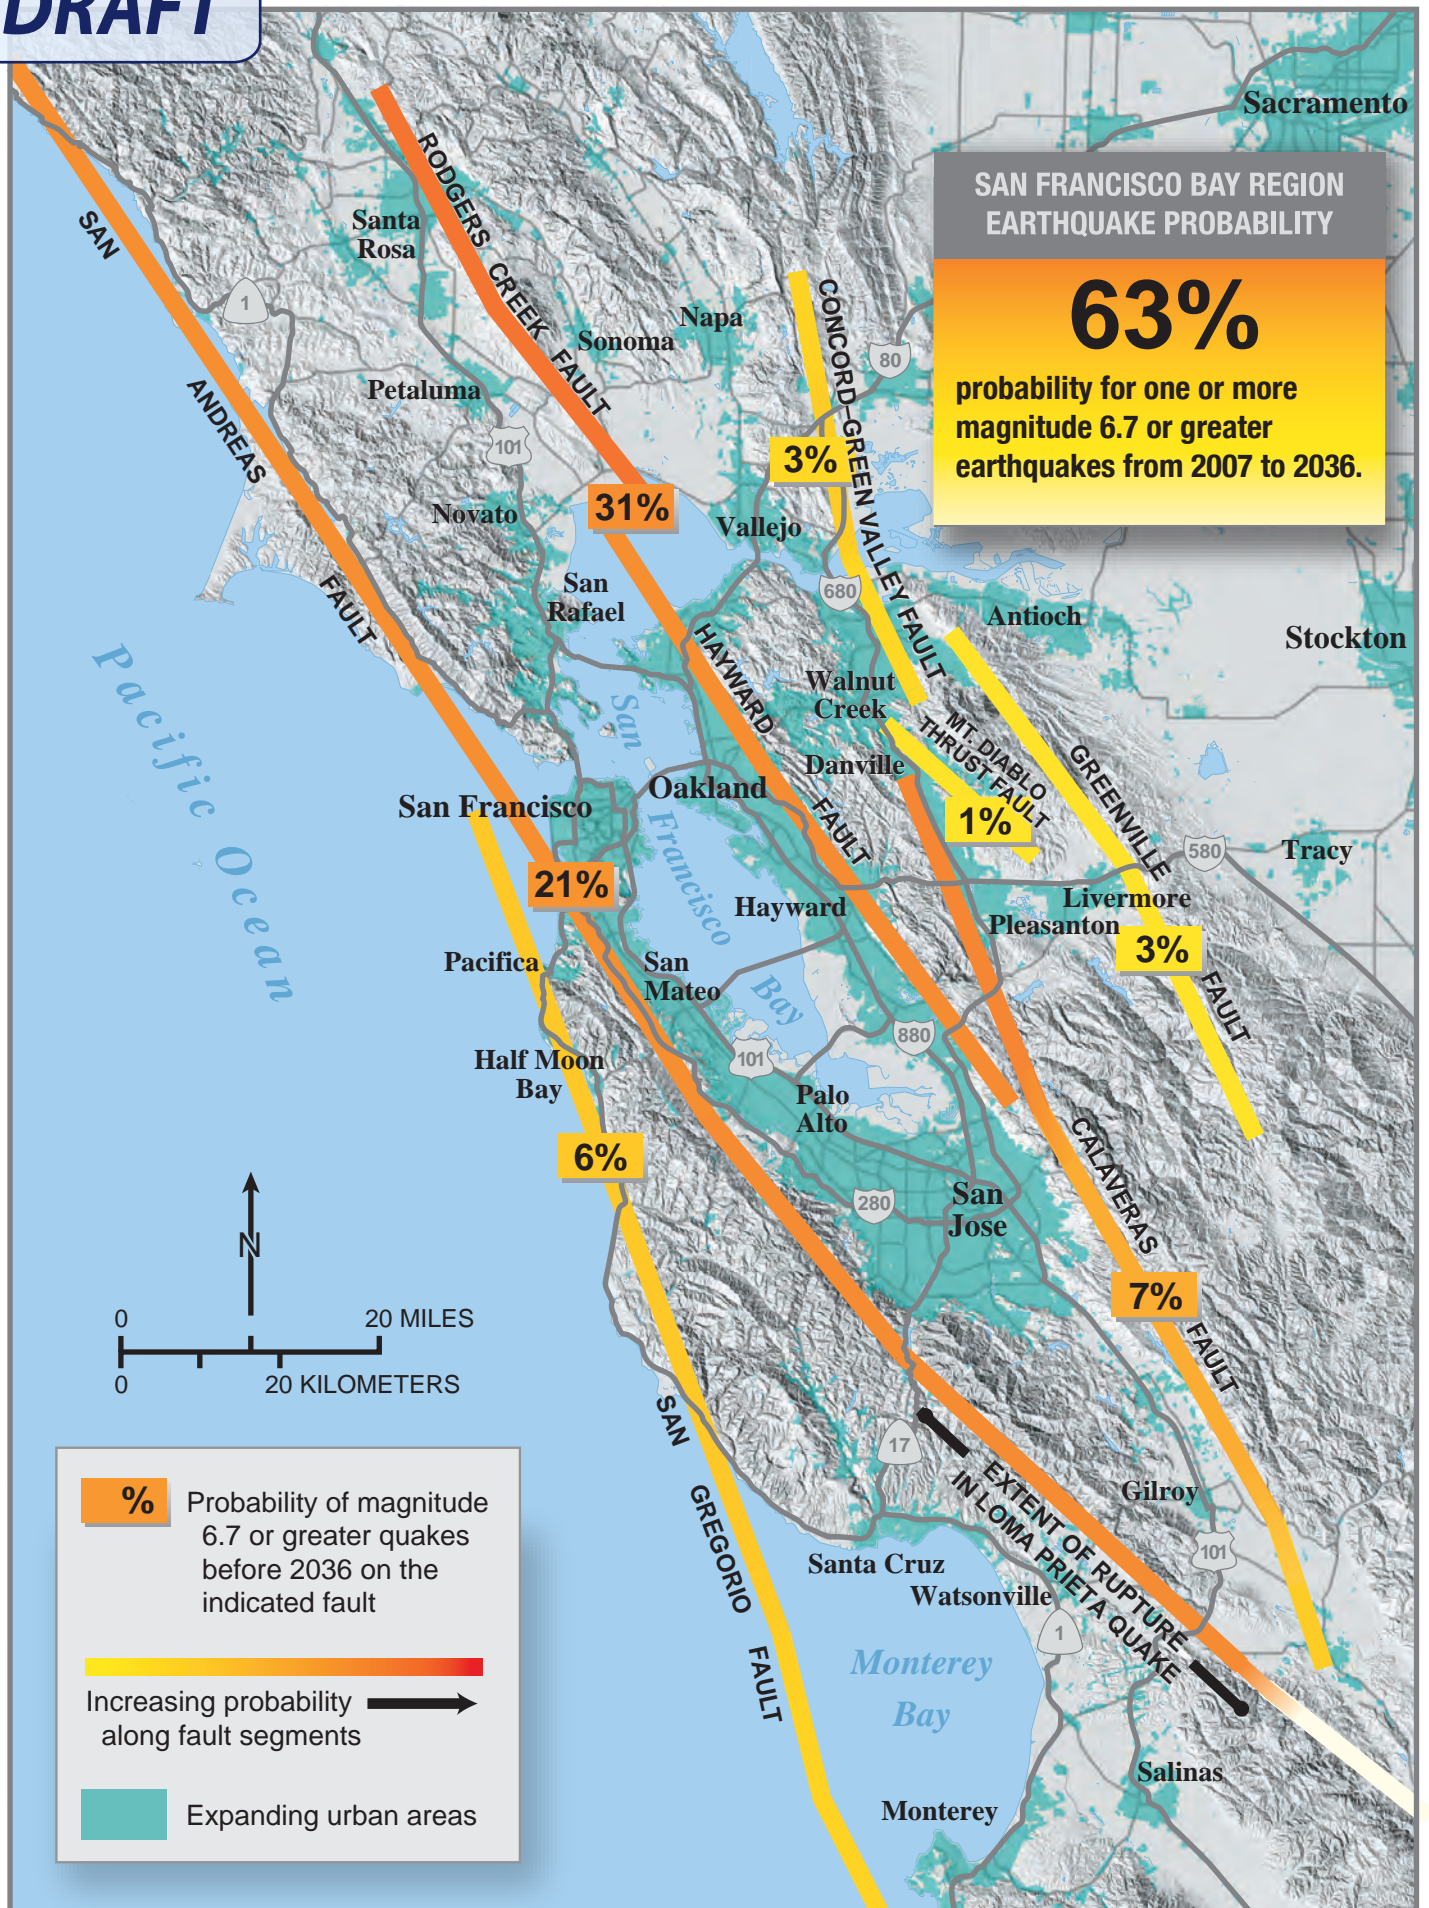 DRAFT
Sacramento
SAN FRANCISCO BAY REGION
EARTHQUAKE PROBABILITY
63%
probability for one or more
magnitude 6.7 or greater
earthquakes from 2007 to 2036.
SAN
ANDREAS
FAULT
RODGERS
CREEK
FAULT
Santa
Rosa
1
Sonoma
Napa
Petaluma
101
CONCORD–GREEN VALLEY FAULT
80
3%
31%
Novato
Vallejo
San
Rafael
680
Antioch
Stockton
HAYWARD
FAULT
Walnut
Creek
MT. DIABLO
THRUST FAULT
Danville
1%
GREENVILLE
FAULT
580
Tracy
Pacific Ocean
San
Francisco
Bay
San Francisco
Oakland
21%
Hayward
Livermore
Pleasanton
3%
Pacifica
San
Mateo
880
101
Half Moon
Bay
Palo
Alto
6%
280
San
Jose
CALAVERAS
FAULT
7%
N
0
20 MILES
0
20 KILOMETERS
SAN
GREGORIO
FAULT
17
EXTENT OF RUPTURE
IN LOMA PRIETA QUAKE
Gilroy
101
Santa Cruz
Watsonville
1
Monterey
Bay
Salinas
Monterey
%
Probability of magnitude
6.7 or greater quakes
before 2036 on the
indicated fault
Increasing probability
along fault segments
Expanding urban areas